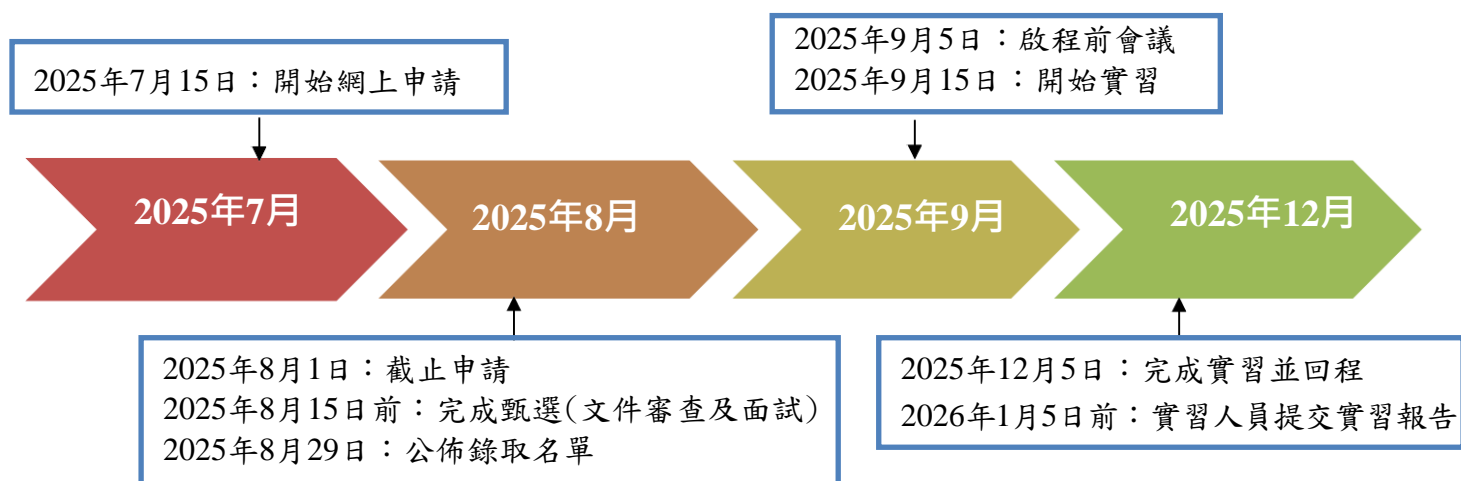 2025年7月15日：開始網上申請
2025年9月5日：啟程前會議
2025年9月15日：開始實習
2025年7月
2025年8月
2025年9月
2025年12月
2025年8月1日：截止申請
2025年8月15日前：完成甄選(文件審查及面試)
2025年8月29日：公佈錄取名單
2025年12月5日：完成實習並回程
2026年1月5日前：實習人員提交實習報告